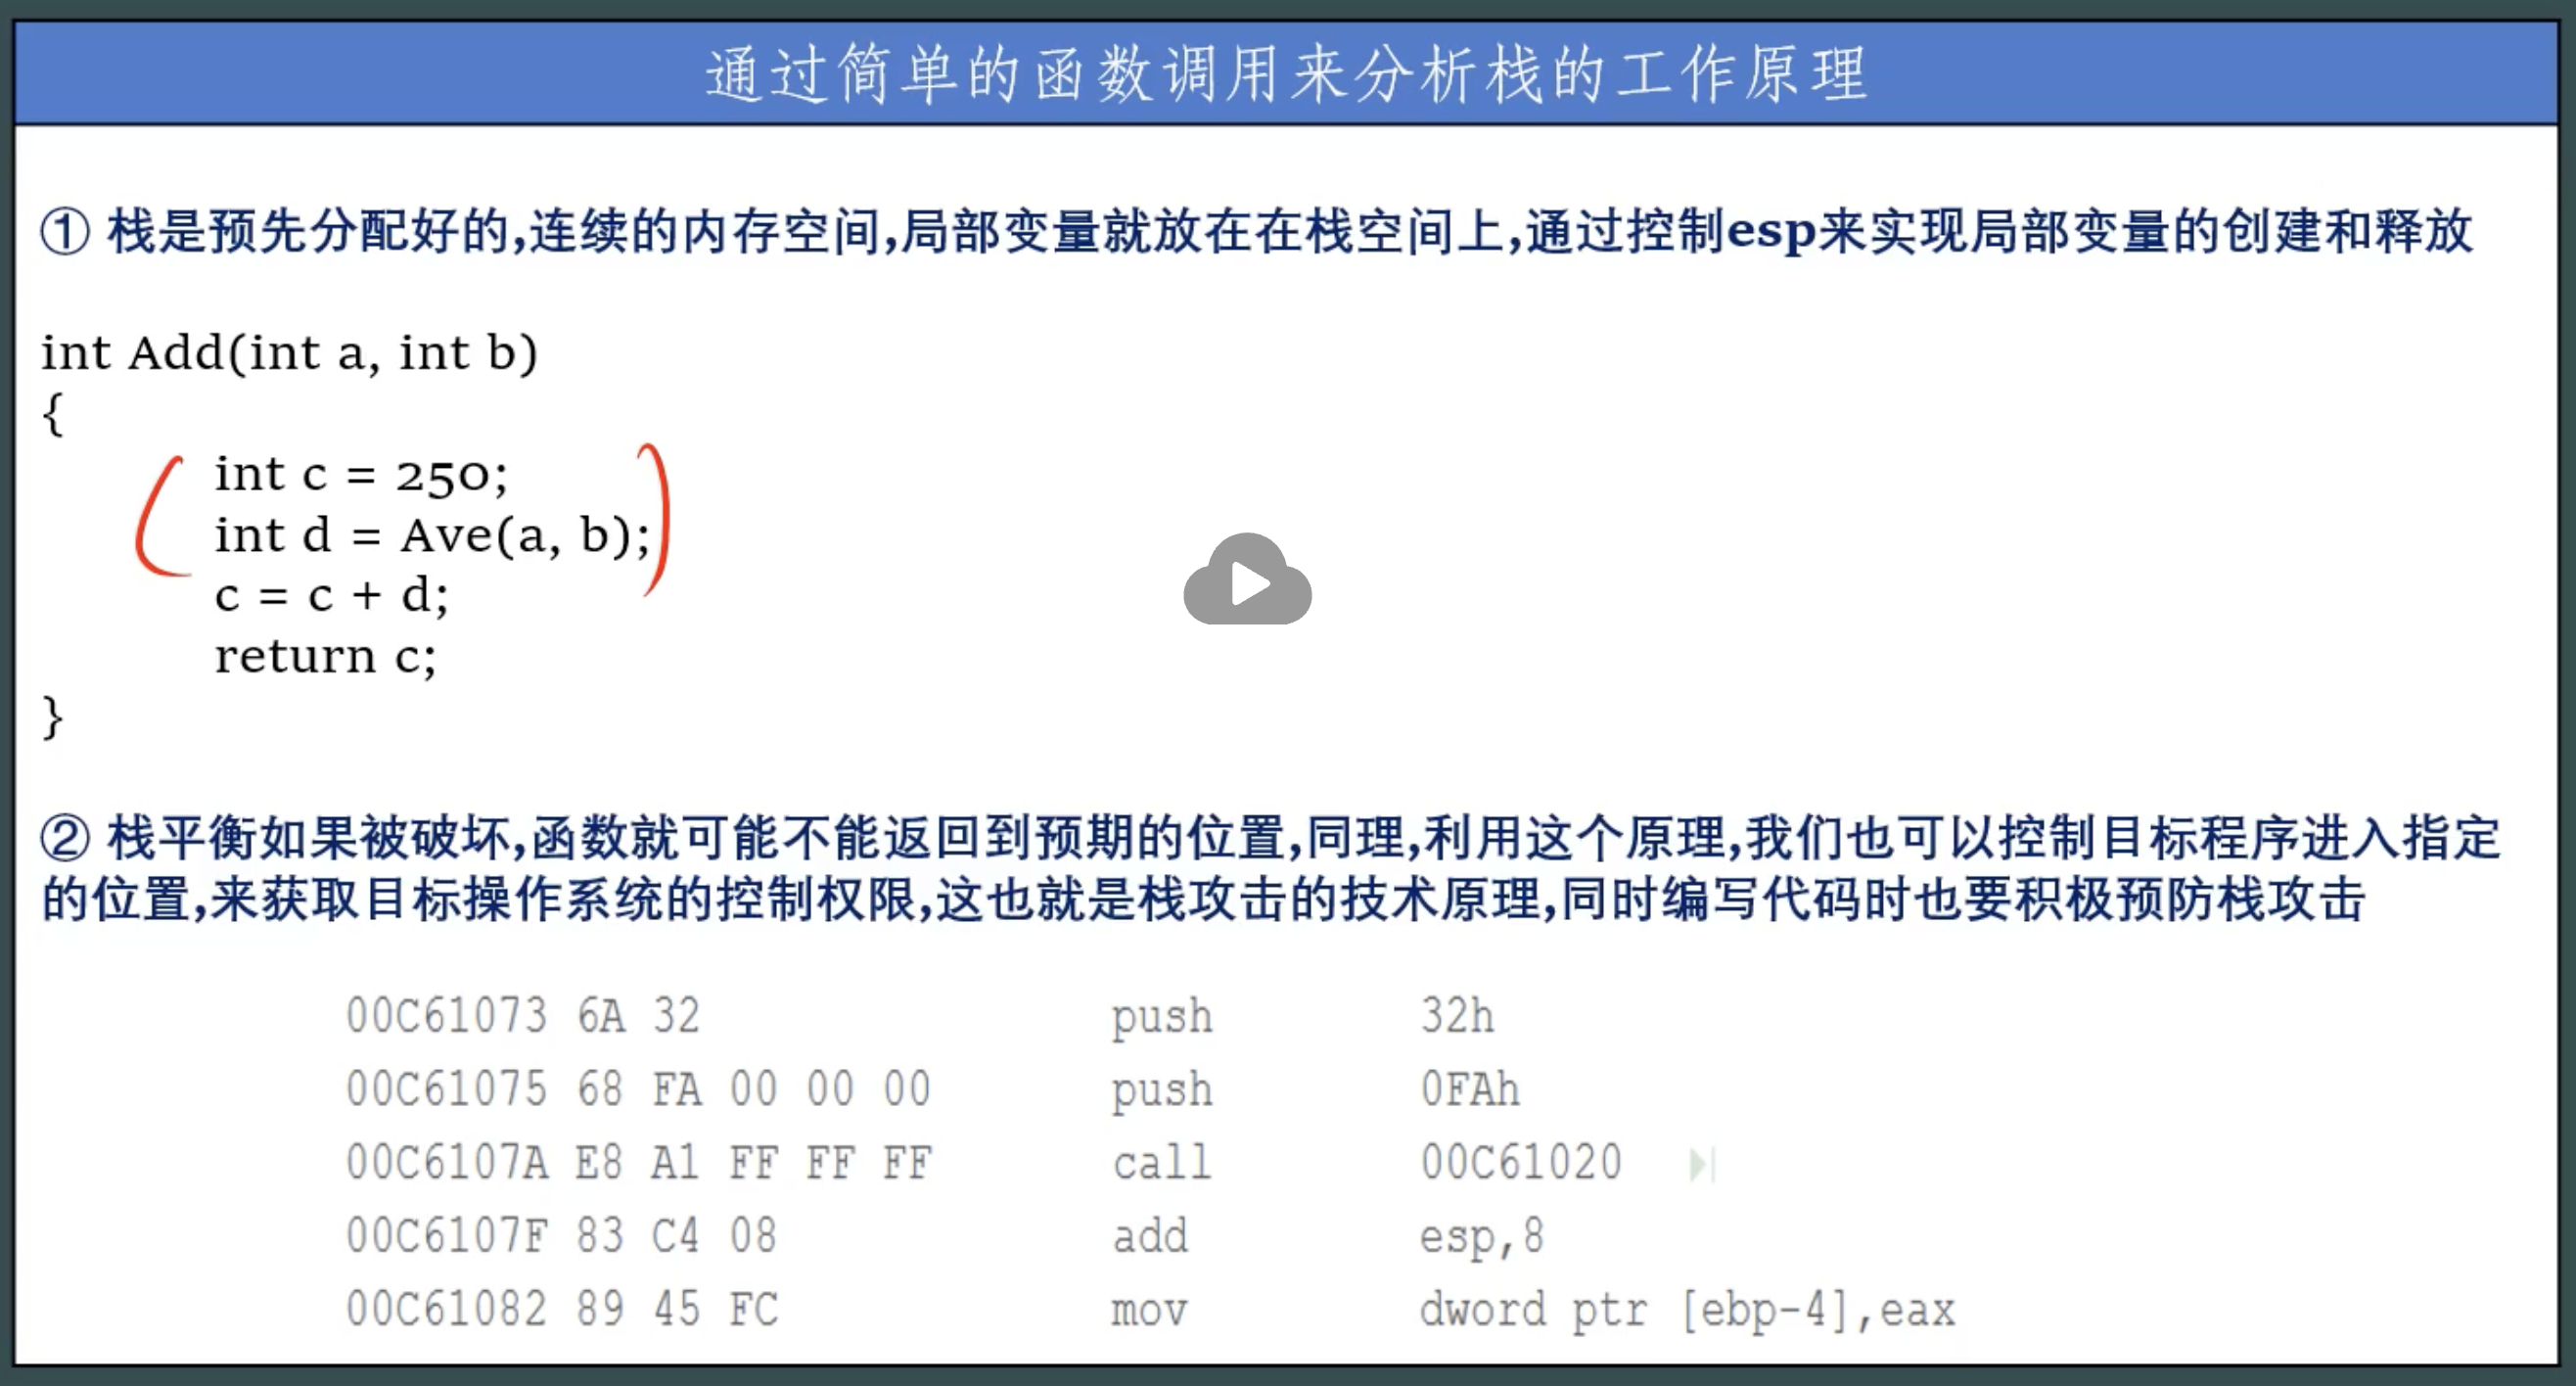 通过简单的函数调用来分析栈的工作原理
① 栈是预先分配好的,连续的内存空间,局部变量就放在在栈空间上,通过控制esp来实现局部变量的创建和释放
int Add(int a, int b)
{
int c = 250;
int d = Ave(a, b);
c = c + d;
return c;
}
② 栈平衡如果被破坏,函数就可能不能返回到预期的位置,同理,利用这个原理,我们也可以控制目标程序进入指定
的位置,来获取目标操作系统的控制权限,这也就是栈攻击的技术原理,同时编写代码时也要积极预防栈攻击
00C61073 6A 32 push 32h
00C61075 68 FA 00 00 00 push 0FAh
00C6107A E8 A1 FF FF FF call 00C61020
00C6107F 83 C4 08 add esp,8
00C61082 89 45 FC mov dword ptr [ebp-4],eax